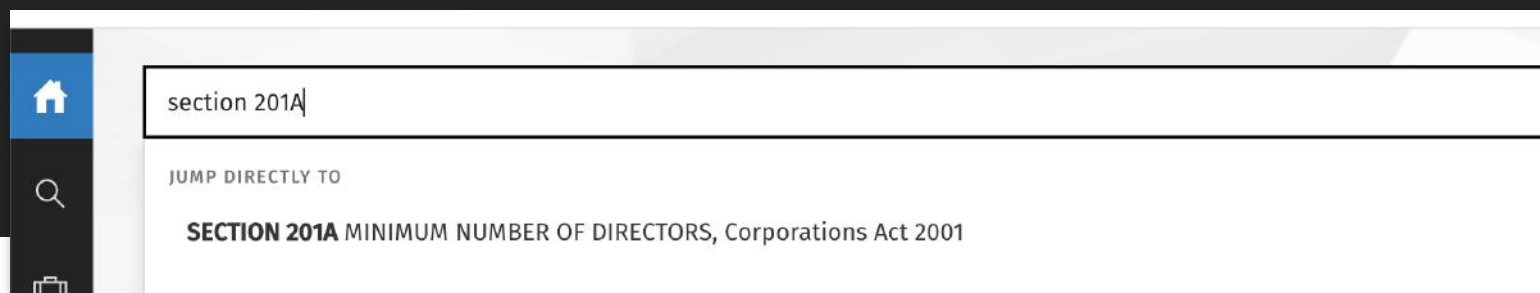 section 201A
JUMP DIRECTLY TO
SECTION 201A MINIMUM NUMBER OF DIRECTORS, Corporations Act 2001